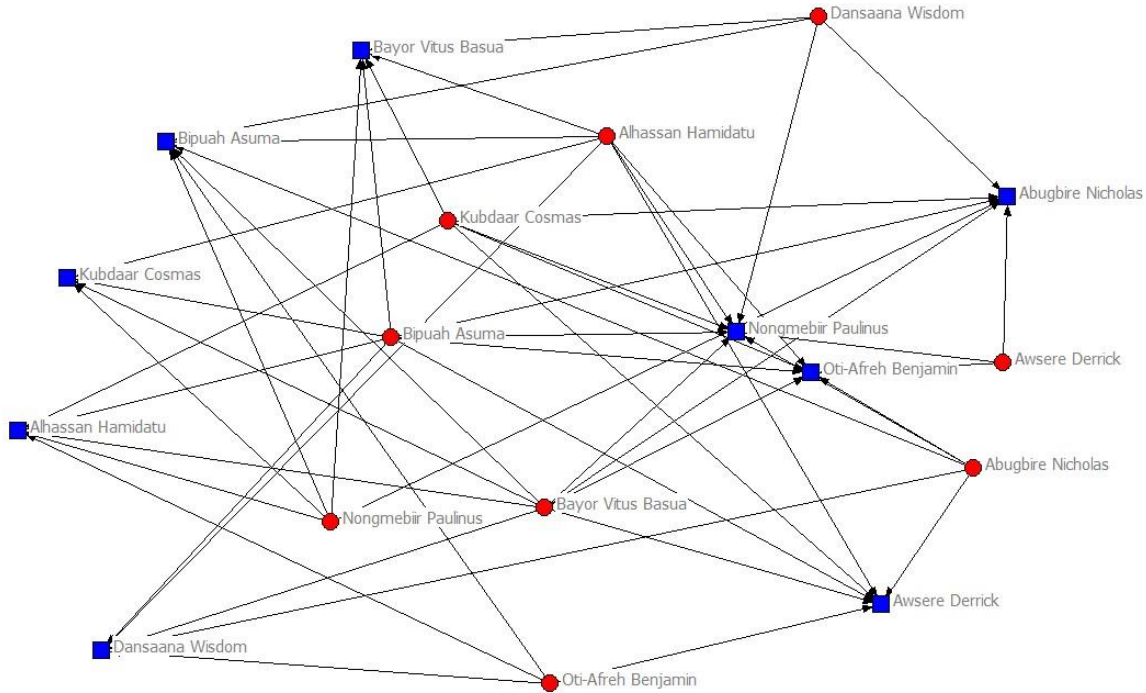 Dansaana Wisdom
Bayor Vitus Basua
Alhassan Hamidatu
Bipuah Asuma
Abugbire Nicholas
Kubdaar Cosmas
Kubdaar Cosmas
Nongmebiir Paulinus
Bipuah Asuma
Awsere Derrick
Oti-Afreh Benjamin
Alhassan Hamidatu
Abugbire Nicholas
Bayor Vitus Basua
Nongmebiir Paulinus
Awsere Derrick
Dansaana Wisdom
Oti-Afreh Benjamin